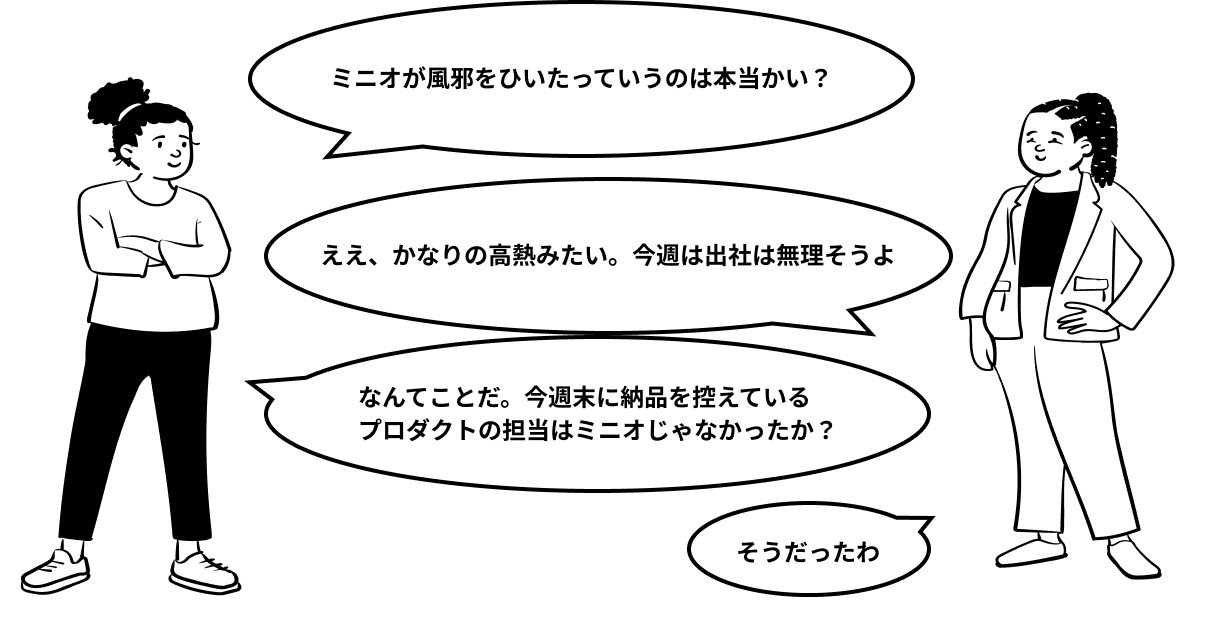 ミニオが風邪をひいたっていうのは本当かい？
ええ、かなりの高熱みたい。今週は出社は無理そうよ
なんてことだ。今週末に納品を控えている
プロダクトの担当はミニオじゃなかったか？
そうだったわ